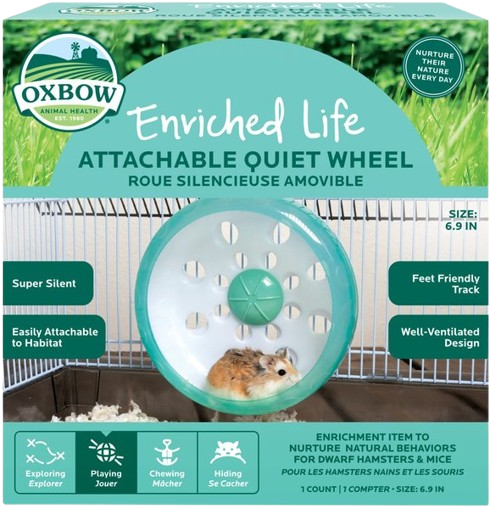 NURTURE
THEIR
NATURE
EVERY DAY
OXBOW
ANIMAL HEALTH
EST. 1980
Enriched Life
ATTACHABLE QUIET WHEEL
ROUE SILENCIEUSE AMOVIBLE
SIZE:
6.9 IN
Super Silent
Feet Friendly
Track
Easily Attachable
to Habitat
Well-Ventilated
Design
Exploring
Explorer
Playing
Jouer
Chewing
Mâcher
Hiding
Se Cacher
ENRICHMENT ITEM TO
NURTURE NATURAL BEHAVIORS
FOR DWARF HAMSTERS & MICE
POUR LES HAMSTERS NAINS ET LES SOURIS
1 COUNT | 1 COMPTER • SIZE: 6.9 IN